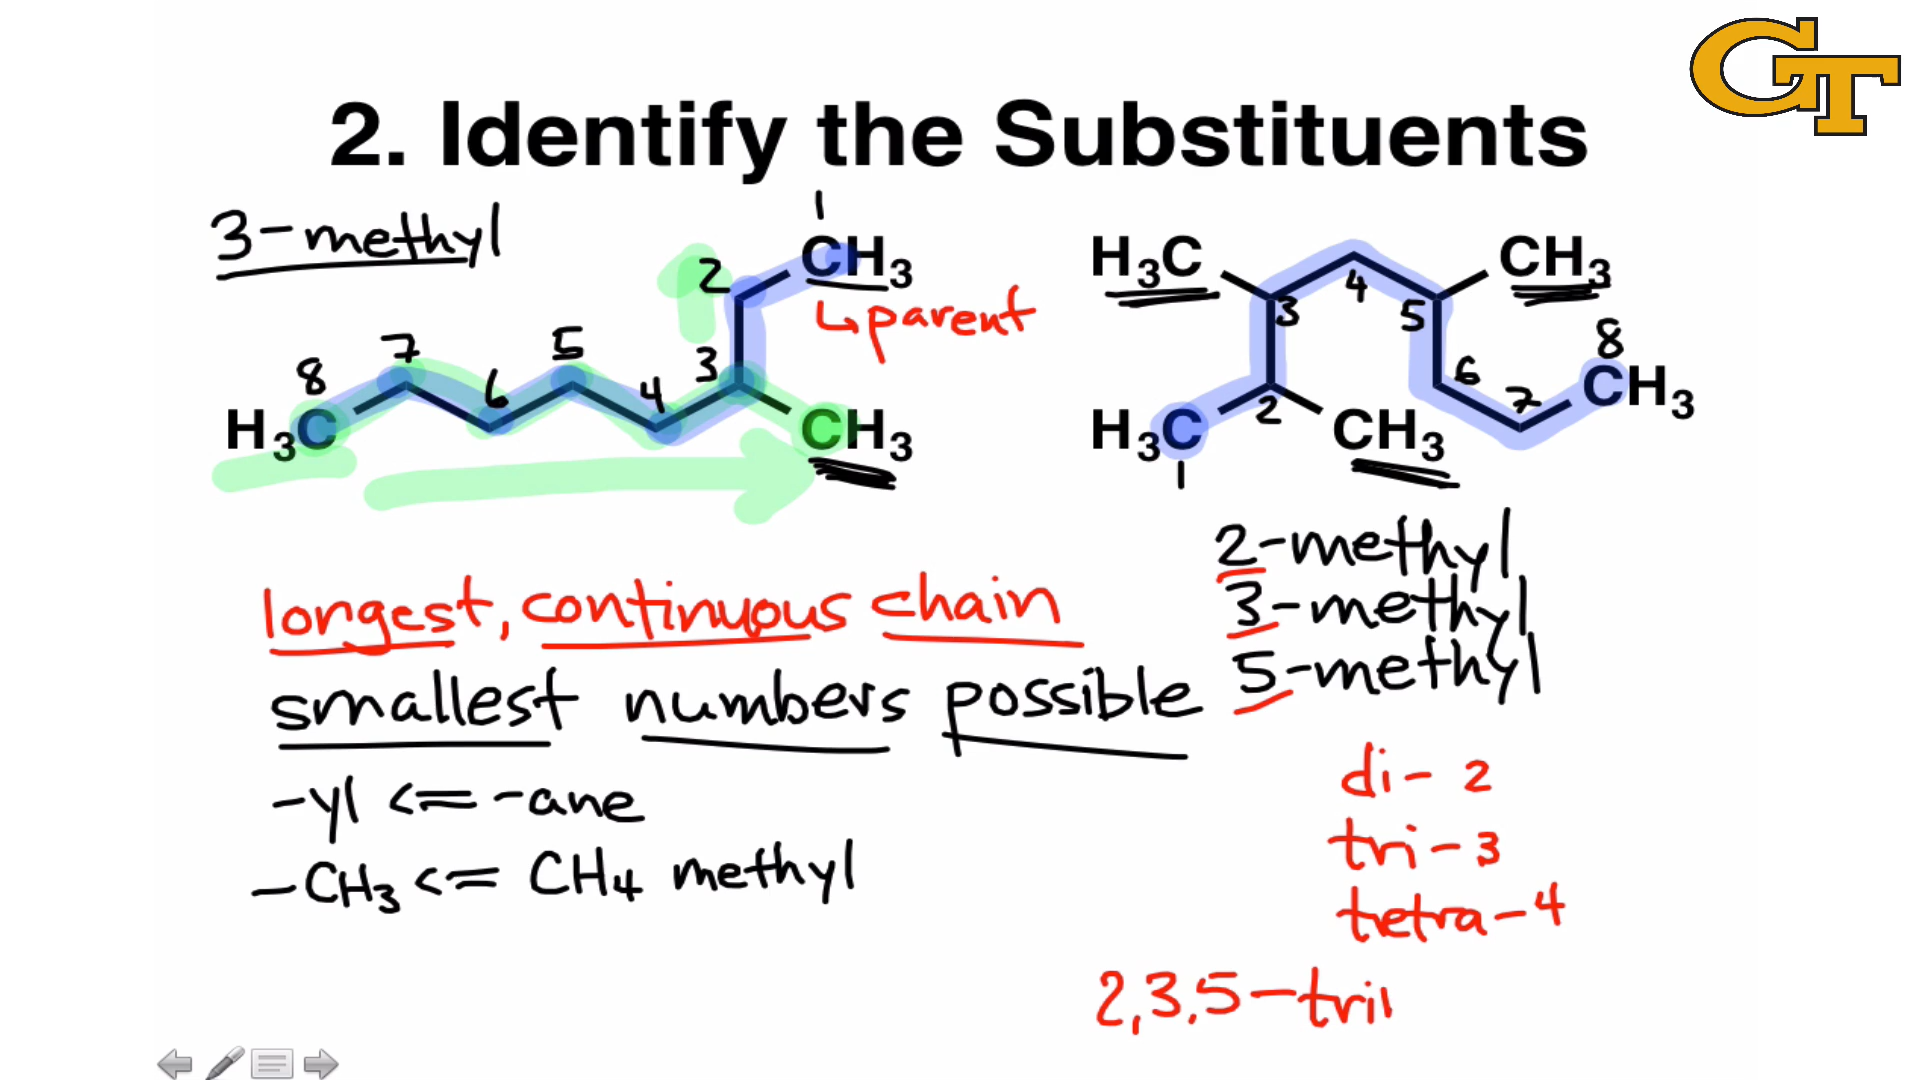 GT
2. Identify the Substituents
3-methyl
1
2 CH3
↳ parent
8 7 6 5 4 3
H3C CH3
H3C 3 4 5 CH3
8
6 7 CH3
H3C 2 CH3
1
2-methyl
3-methyl
5-methyl
longest, continuous chain
smallest numbers possible
-yl <= -ane
-CH3 <= CH4 methyl
di- 2
tri- 3
tetra- 4
2,3,5-tri